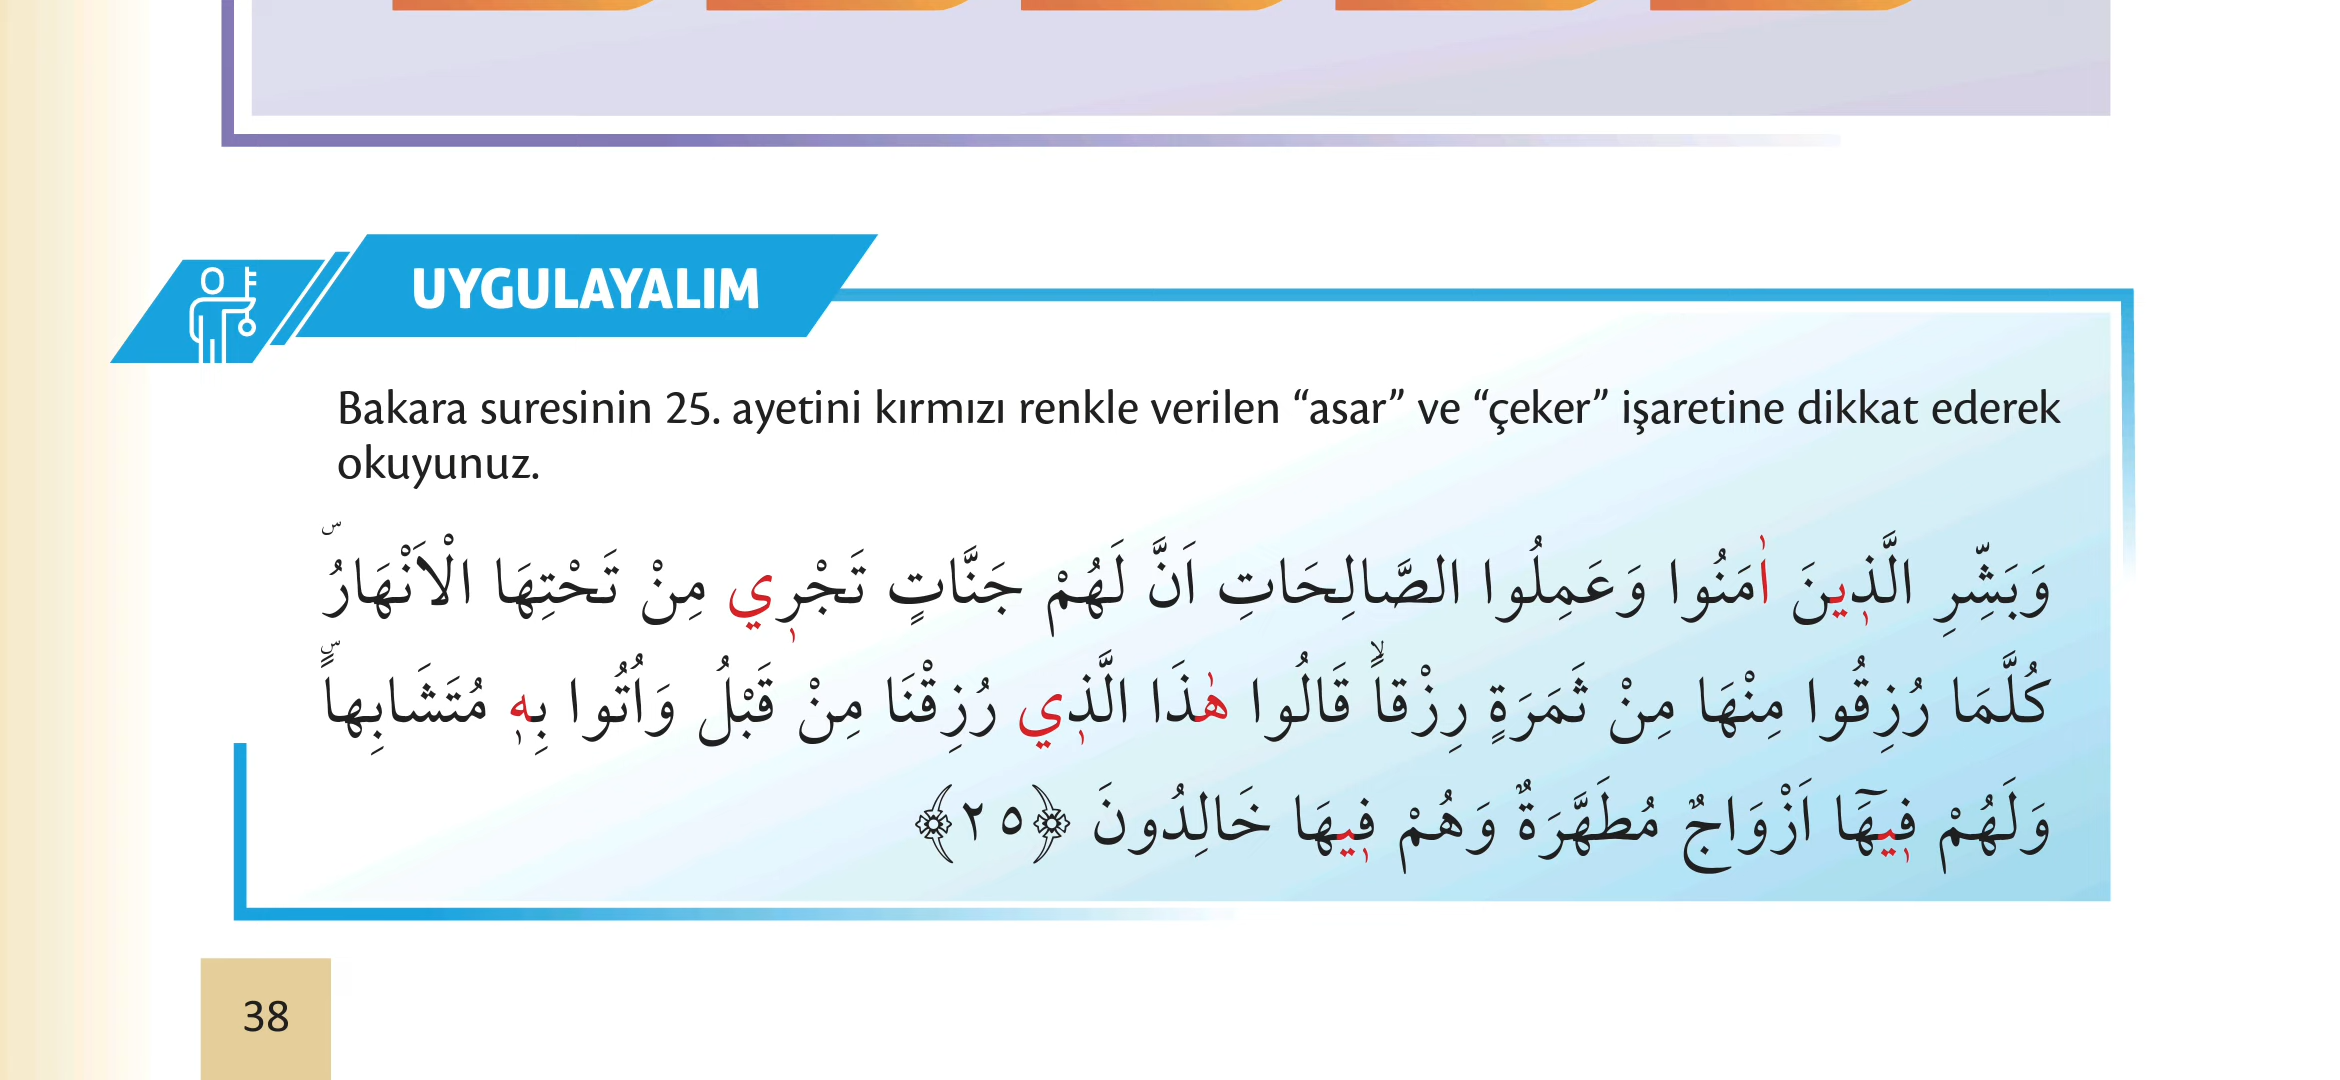 UYGULAYALIM
Bakara suresinin 25. ayetini kırmızı renkle verilen “asar” ve “çeker” işaretine dikkat ederek
okuyunuz.
وَبَشِّرِ الَّذ۪ينَ اٰمَنُوا وَعَمِلُوا الصَّالِحَاتِ اَنَّ لَهُمْ جَنَّاتٍ تَجْر۪ي مِنْ تَحْتِهَا الْاَنْهَارُۜ
كُلَّمَا رُزِقُوا مِنْهَا مِنْ ثَمَرَةٍ رِزْقاًۙ قَالُوا هٰذَا الَّذ۪ي رُزِقْنَا مِنْ قَبْلُ وَاُتُوا بِه۪ مُتَشَابِهاًۜ
وَلَهُمْ ف۪يهَٓا اَزْوَاجٌ مُطَهَّرَةٌ وَهُمْ ف۪يهَا خَالِدُونَ ﴿٢٥﴾
38